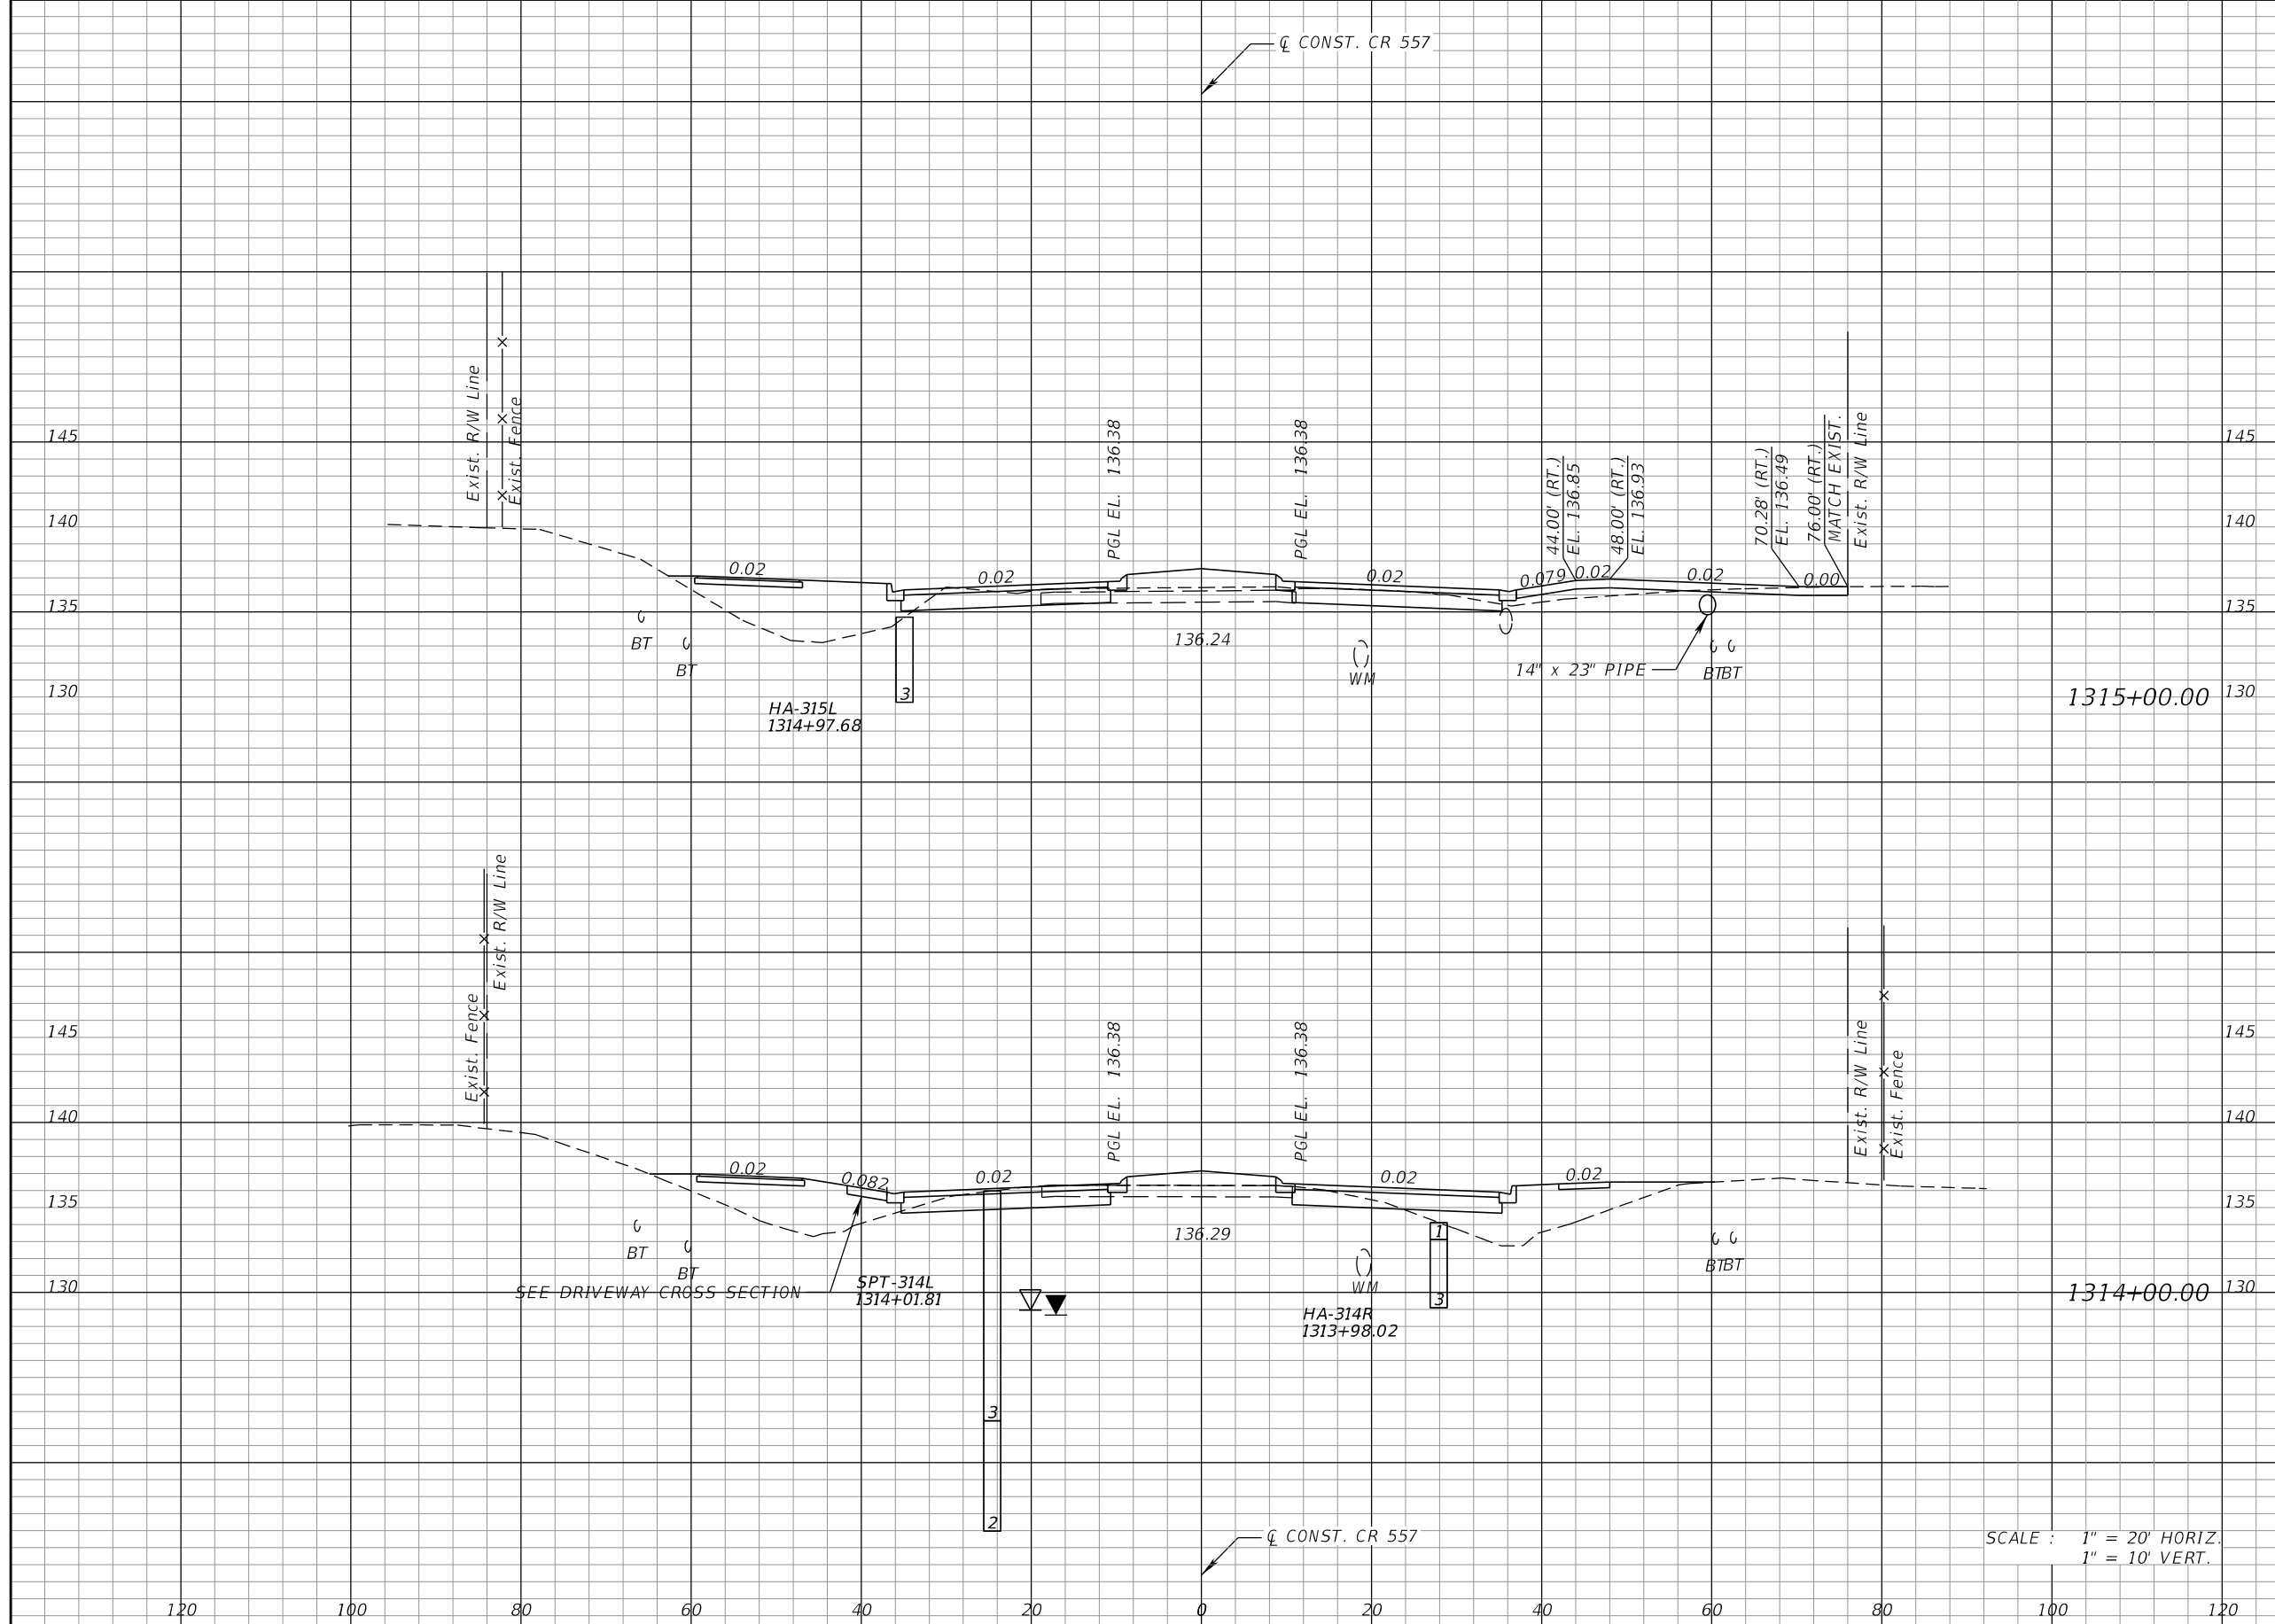 ℄ CONST. CR 557
Exist. R/W Line
Exist. Fence
145
140
135
130
BT
BT
0.02
HA-315L
1314+97.68
3
0.02
PGL EL. 136.38
136.24
PGL EL. 136.38
WM
0.02
14" x 23" PIPE
0.079
44.00' (RT.)
EL. 136.85
0.02
48.00' (RT.)
EL. 136.93
0.02
BT
BT
70.28' (RT.)
EL. 136.49
0.00
76.00' (RT.)
MATCH EXIST.
Exist. R/W Line
145
140
135
130
1315+00.00
Exist. Fence
Exist. R/W Line
145
140
135
130
BT
BT
0.02
0.082
SEE DRIVEWAY CROSS SECTION
SPT-314L
1314+01.81
0.02
3
2
PGL EL. 136.38
136.29
PGL EL. 136.38
WM
HA-314R
1313+98.02
0.02
1
3
0.02
BT
BT
Exist. R/W Line
Exist. Fence
145
140
135
130
1314+00.00
℄ CONST. CR 557
SCALE : 1" = 20' HORIZ.
1" = 10' VERT.
120 100 80 60 40 20 0 20 40 60 80 100 120